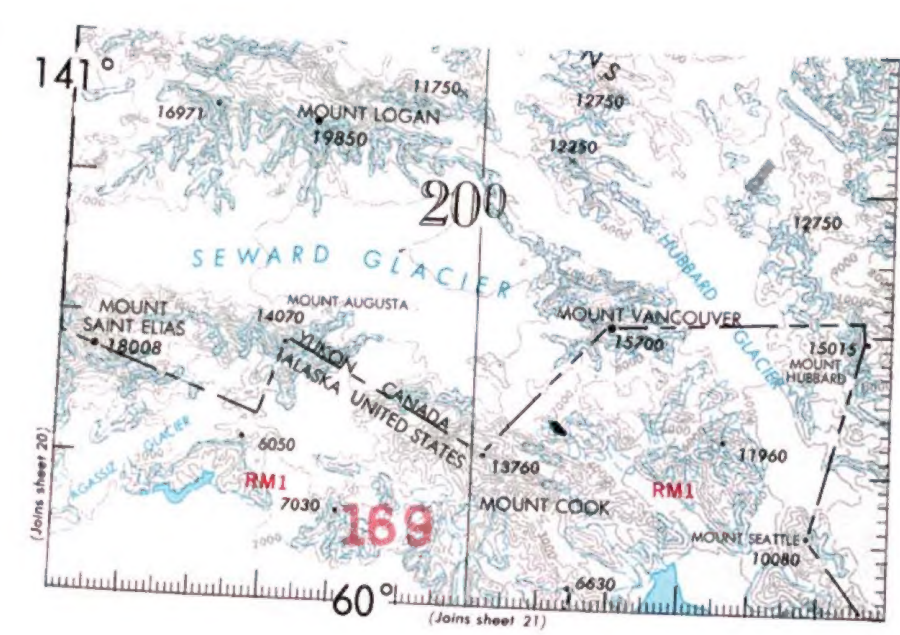 141°
11750
N S
16971
MOUNT LOGAN
19850
12750
12250
200
12750
SEWARD GLACIER
HUBBARD
GLACIER
MOUNT AUGUSTA
MOUNT
SAINT ELIAS
18008
14070
MOUNT VANCOUVER
15700
15015
MOUNT
HUBBARD
YUKON CANADA
ALASKA UNITED STATES
AGASSIZ GLACIER
6050
13760
11960
RM1
7030
169
MOUNT COOK
RM1
MOUNT SEATTLE
10080
(Joins sheet 20)
60°
6630
(Joins sheet 21)